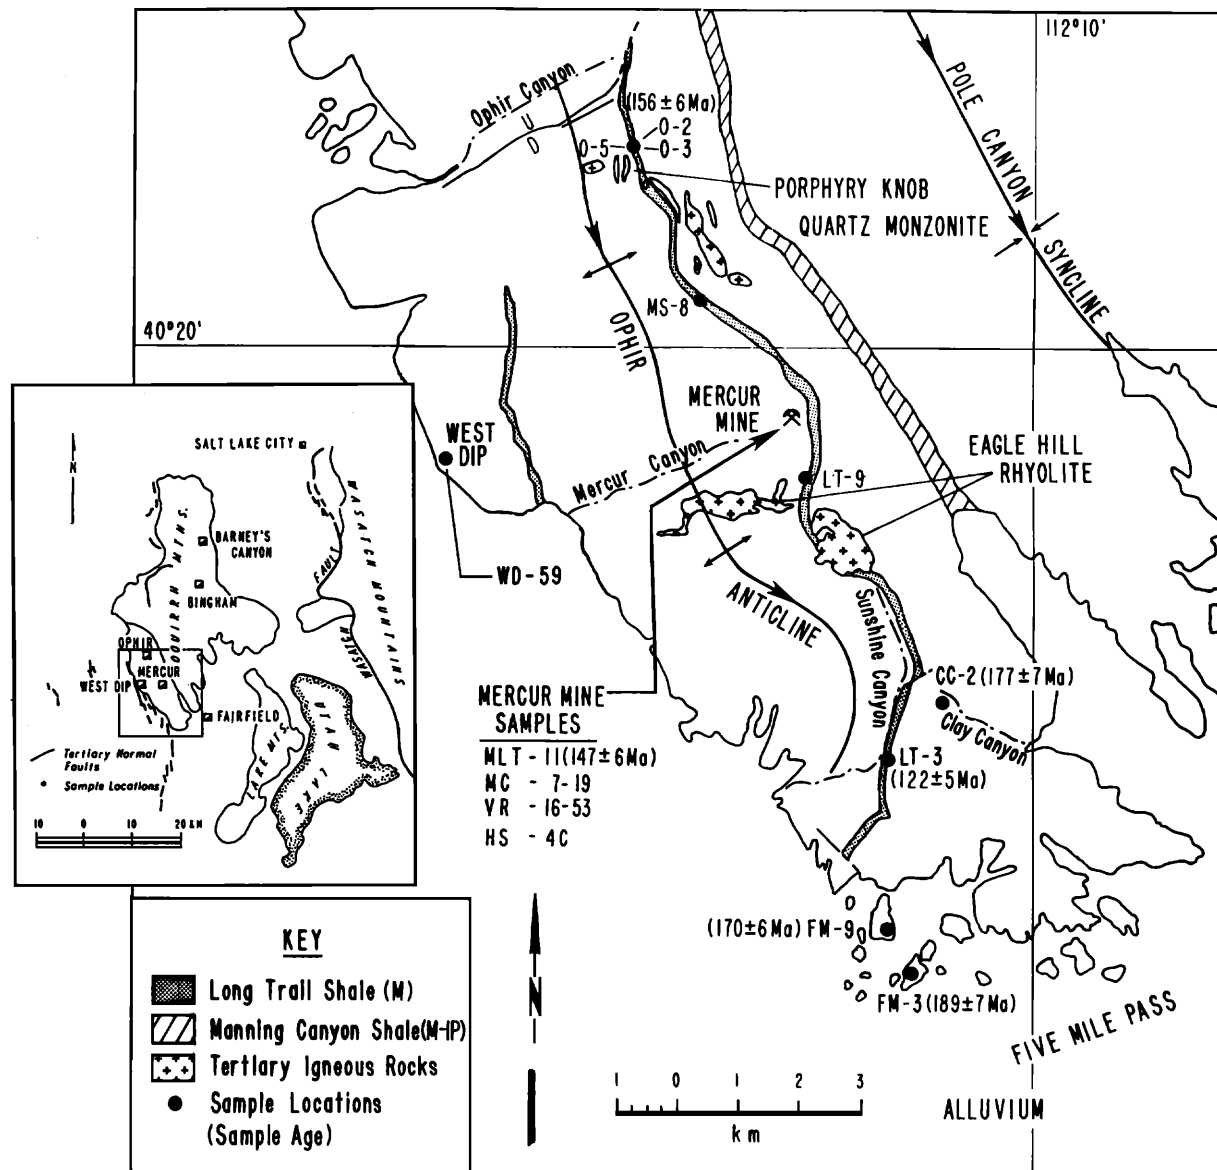 112°10'
Ophir Canyon
U
D
(156±6Ma)
O-2
O-5
O-3
PORPHYRY KNOB
QUARTZ MONZONITE
POLE CANYON SYNCLINE
MS-8
40°20'
OPHIR ANTICLINE
MERCUR
MINE
WEST
DIP
Mercur Canyon
EAGLE HILL
RHYOLITE
LT-9
WD-59
Sunshine Canyon
CC-2(177±7Ma)
Clay Canyon
LT-3
(122±5Ma)
MERCUR MINE
SAMPLES
MLT - 11(147±6Ma)
MC - 7-19
VR - 16-53
HS - 4C
(170±6Ma) FM-9
FM-3(189±7Ma)
FIVE MILE PASS
ALLUVIUM
1 0 1 2 3
km
N
N
SALT LAKE CITY
WASATCH MOUNTAINS
WASATCH FAULT
OQUIRRH MTNS.
BARNEY'S
CANYON
BINGHAM
OPHIR
MERCUR
WEST DIP
FAIRFIELD
LAKE MTS.
UTAH LAKE
Tertiary Normal
Faults
Sample Locations
10 0 10 20 KM
KEY
Long Trail Shale (M)
Manning Canyon Shale(M-IP)
Tertiary Igneous Rocks
Sample Locations
(Sample Age)